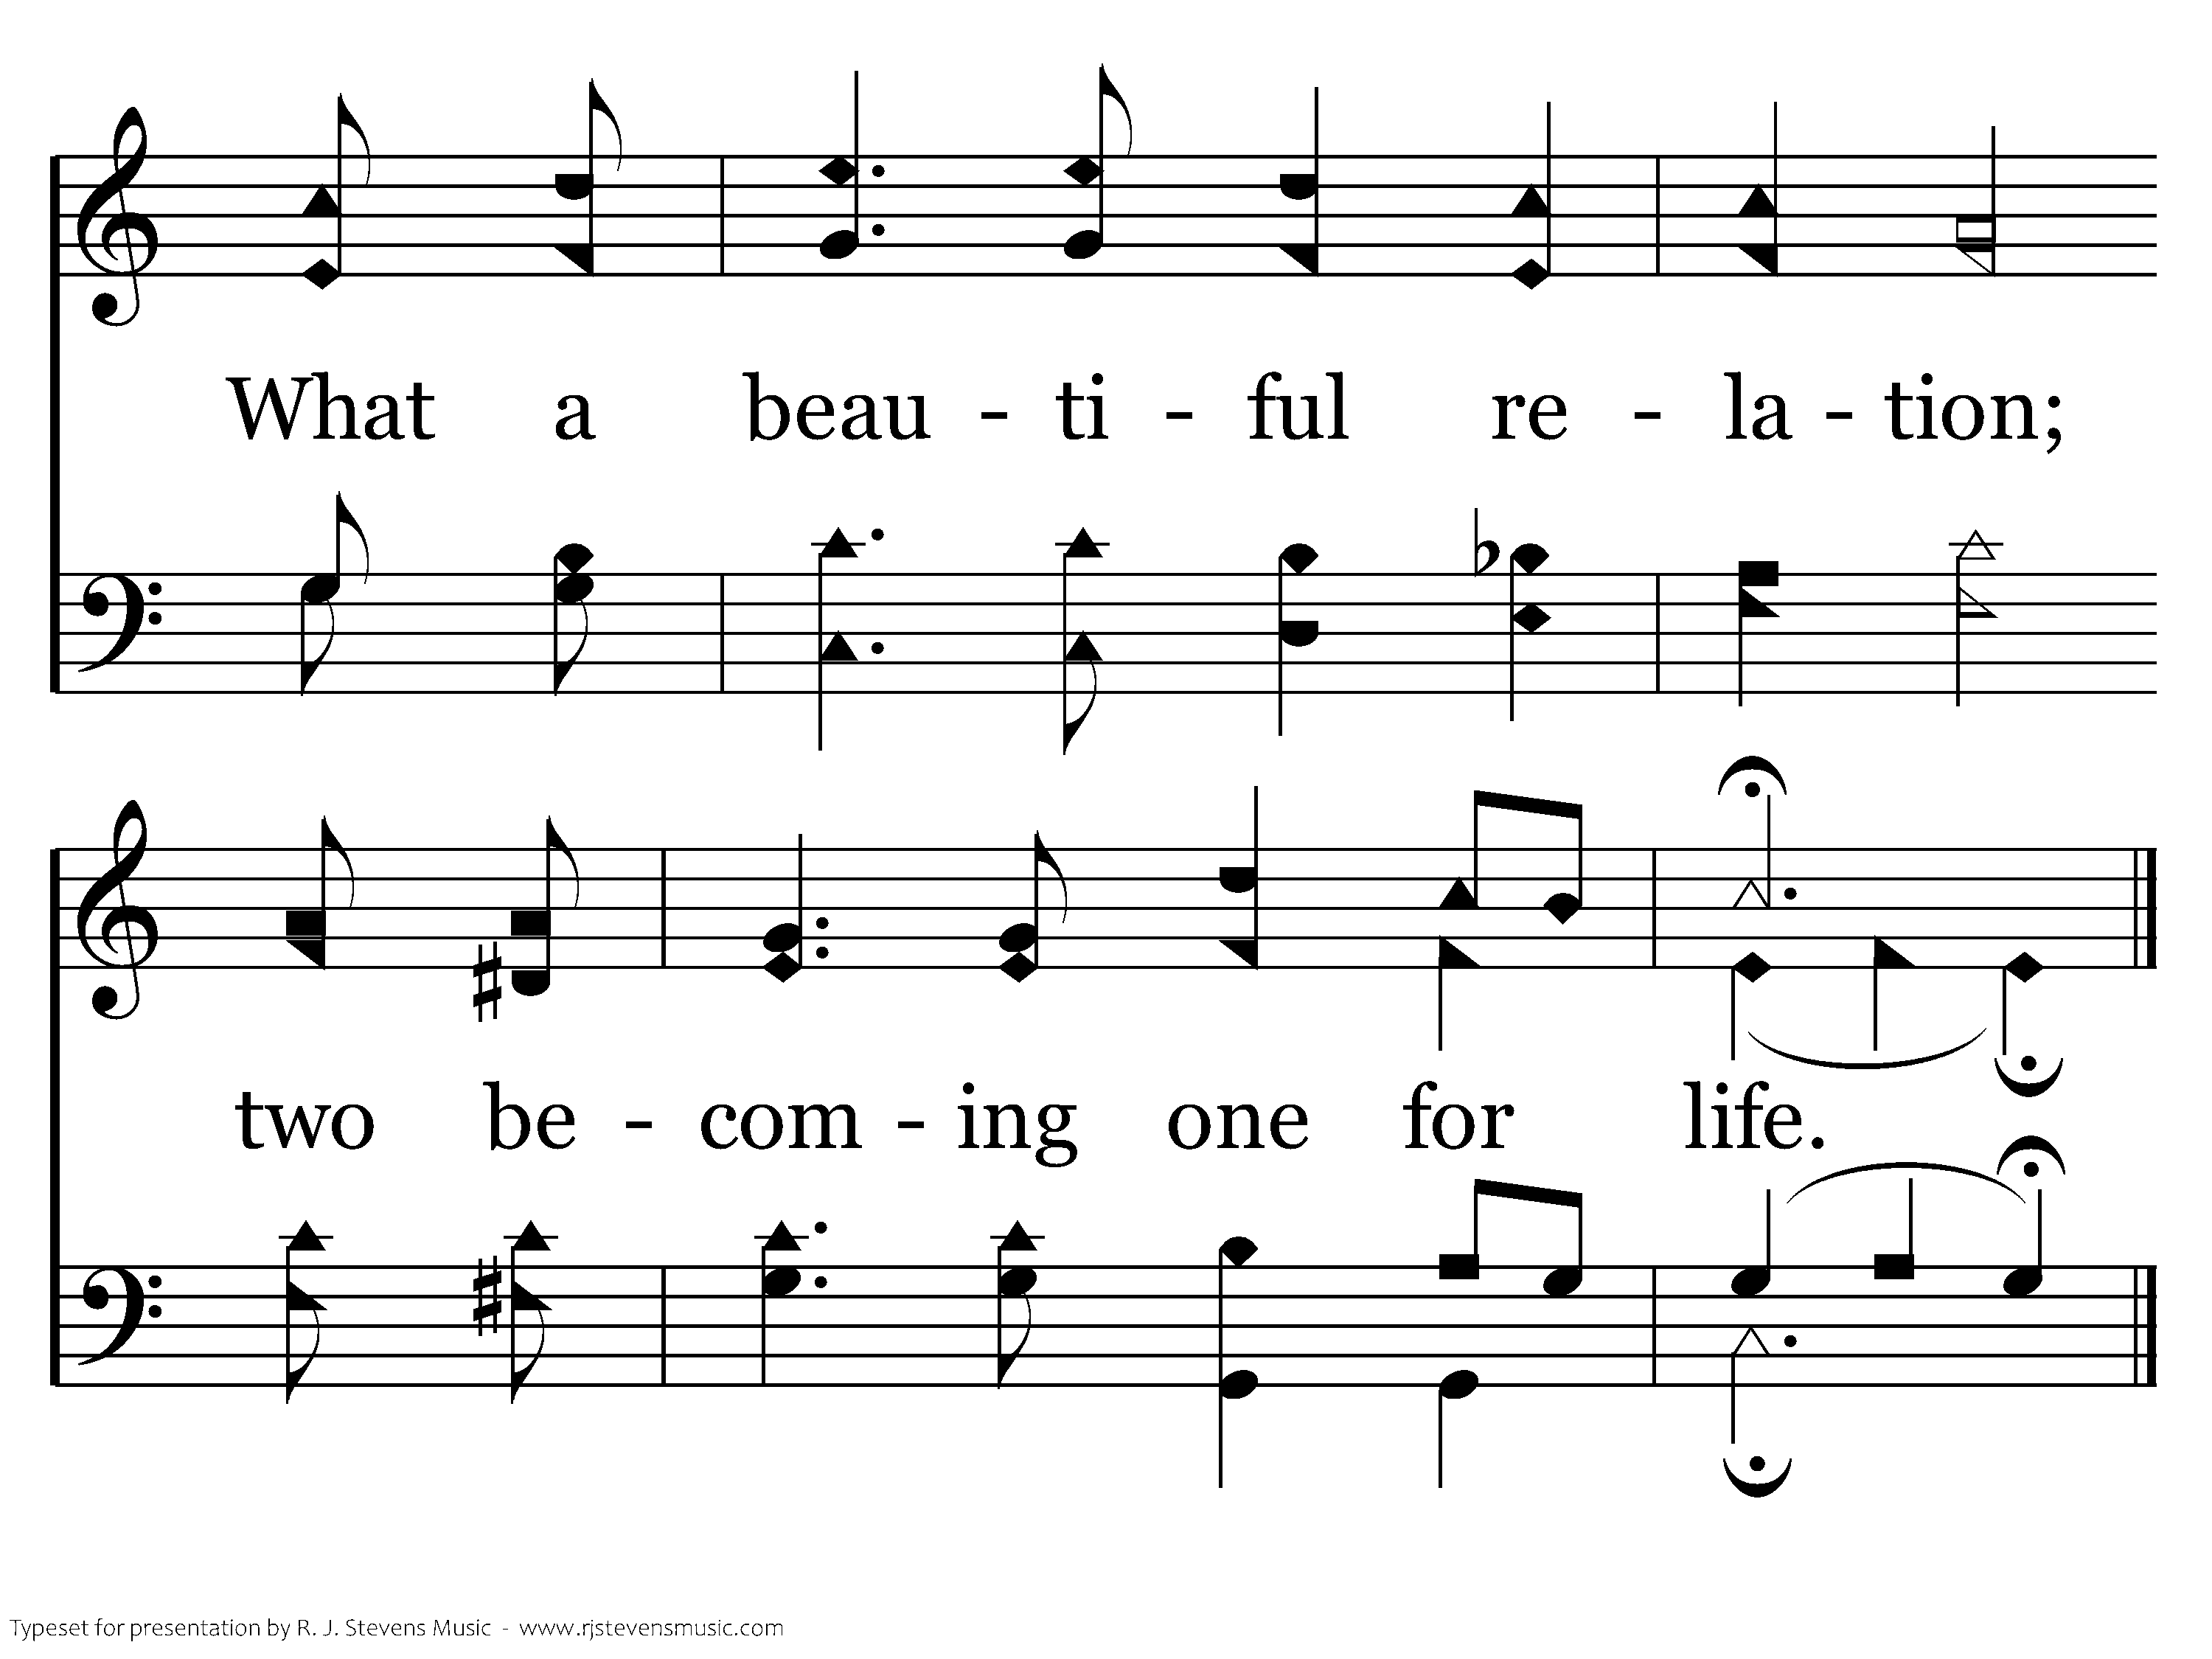 What a beau - ti - ful re - la - tion;
two be - com - ing one for life.
Typeset for presentation by R. J. Stevens Music - www.rjstevensmusic.com